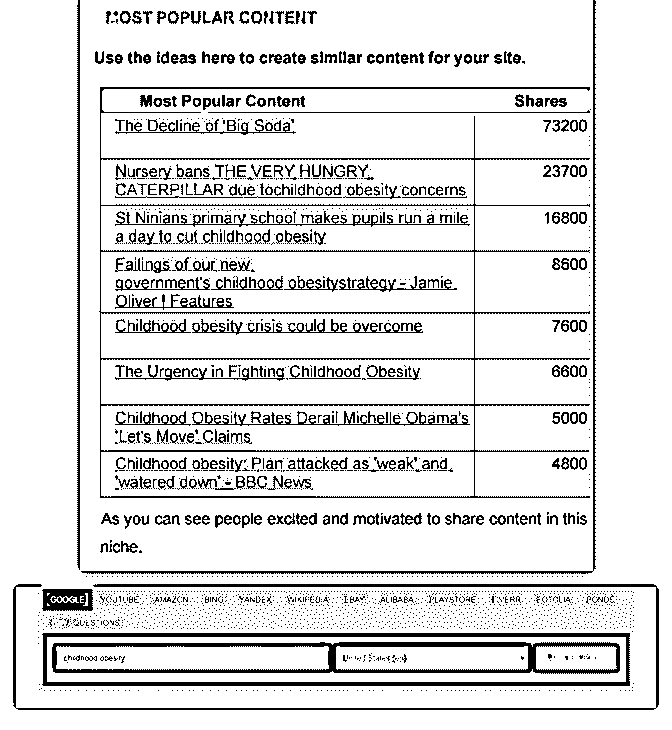 MOST POPULAR CONTENT
Use the ideas here to create similar content for your site.
Most Popular Content Shares
The Decline of 'Big Soda' 73200
Nursery bans THE VERY HUNGRY 23700
CATERPILLAR due tochildhood obesity concerns
St Ninians primary school makes pupils run a mile 16800
a day to cut childhood obesity
Failings of our new 8600
government's childhood obesitystrategy - Jamie
Oliver | Features
Childhood obesity crisis could be overcome 7600
The Urgency in Fighting Childhood Obesity 6600
Childhood Obesity Rates Derail Michelle Obama's 5000
'Let's Move' Claims
Childhood obesity: Plan attacked as 'weak' and 4800
'watered down' - BBC News
As you can see people excited and motivated to share content in this
niche.
GOOGLE YOUTUBE AMAZON BING YANDEX WIKIPEDIA EBAY ALIBABA PLAYSTORE FIVERR FOTOLIA POND5
QUESTIONS
childhood obesity United States